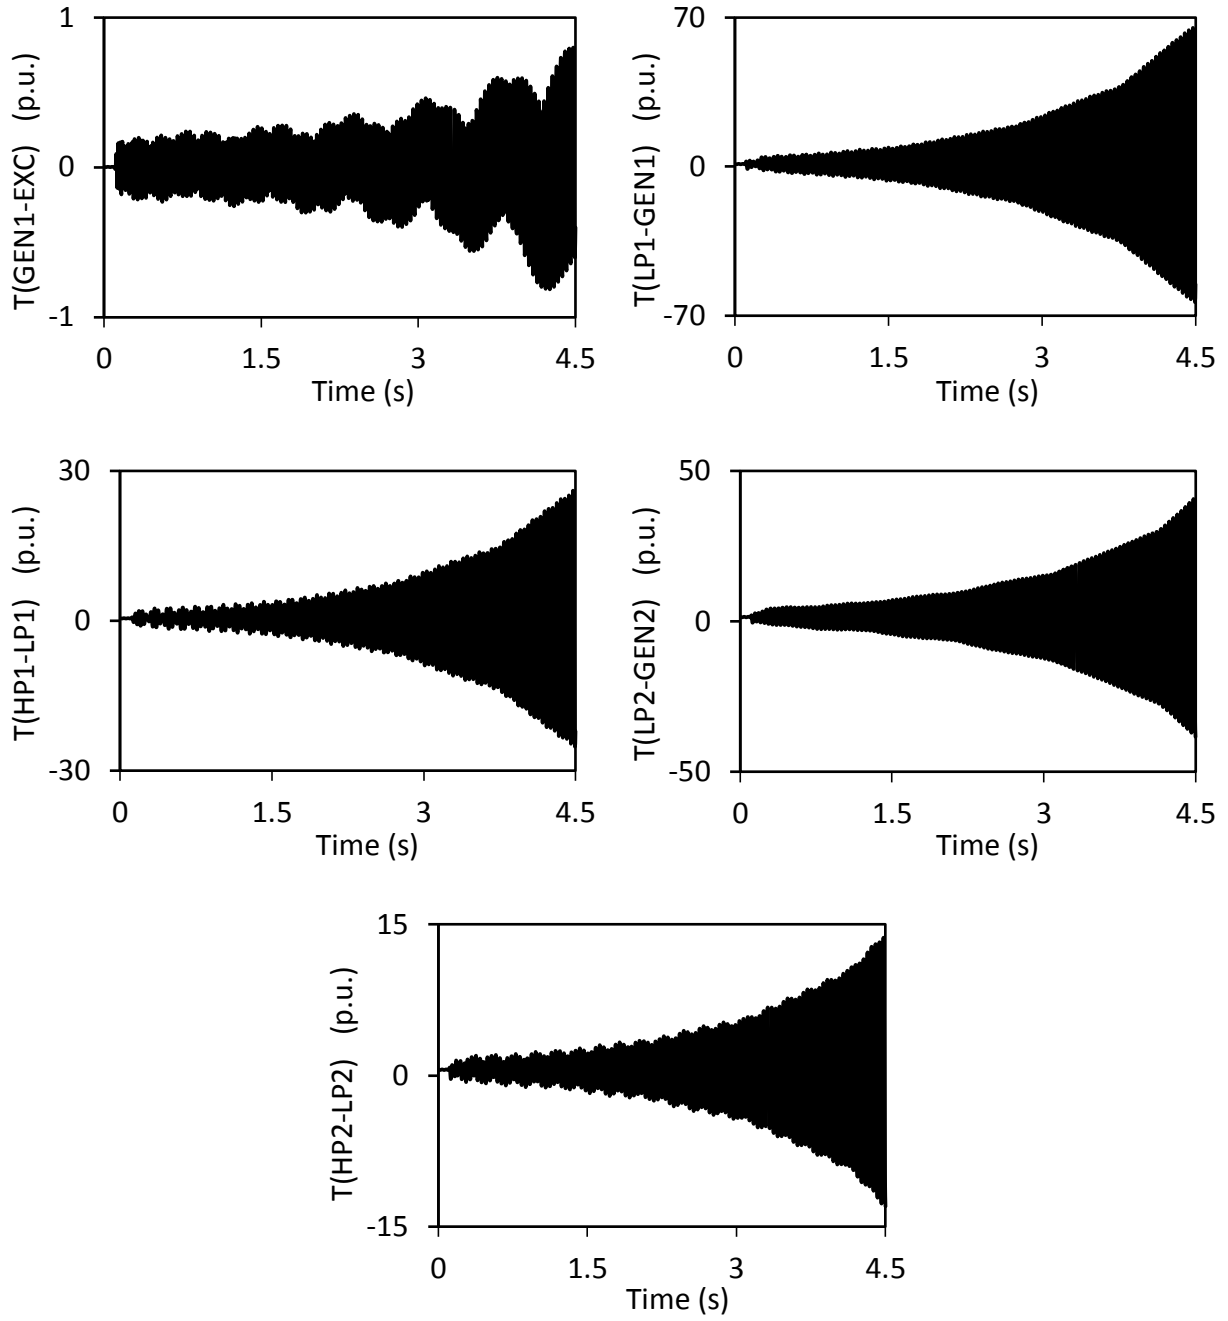 T(GEN1-EXC) (p.u.)
1
0
-1
0 1.5 3 4.5
Time (s)
T(LP1-GEN1) (p.u.)
70
0
-70
0 1.5 3 4.5
Time (s)
T(HP1-LP1) (p.u.)
30
0
-30
0 1.5 3 4.5
Time (s)
T(LP2-GEN2) (p.u.)
50
0
-50
0 1.5 3 4.5
Time (s)
T(HP2-LP2) (p.u.)
15
0
-15
0 1.5 3 4.5
Time (s)